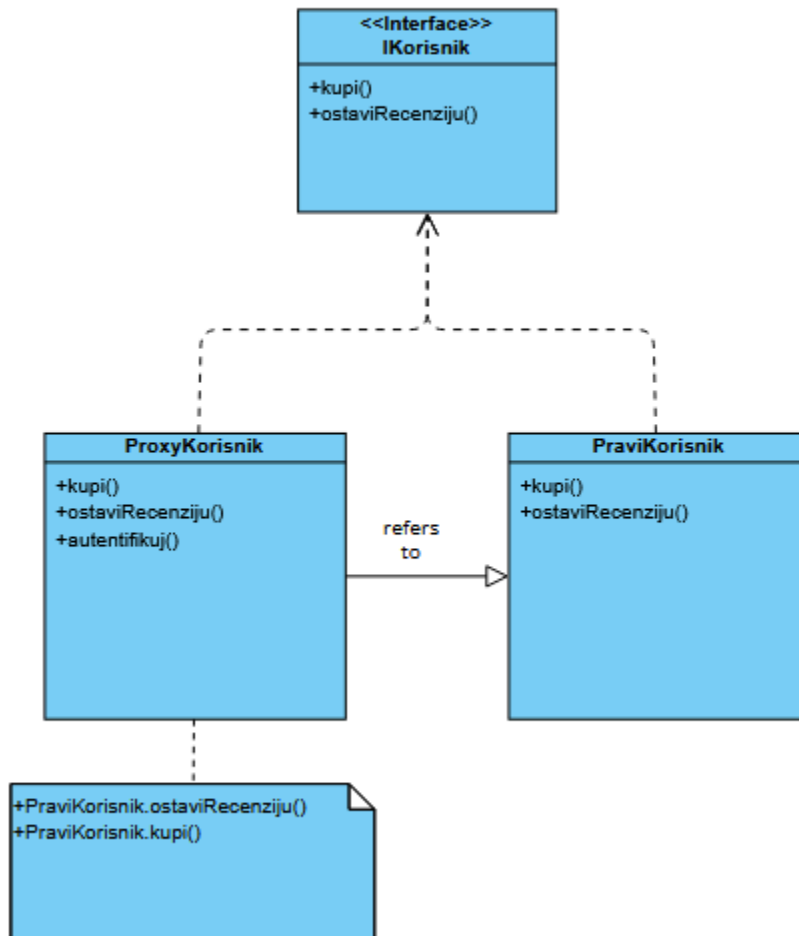 <<Interface>>
IKorisnik
+kupi()
+ostaviRecenziju()
ProxyKorisnik
+kupi()
+ostaviRecenziju()
+autentifikuj()
refers
to
PraviKorisnik
+kupi()
+ostaviRecenziju()
+PraviKorisnik.ostaviRecenziju()
+PraviKorisnik.kupi()